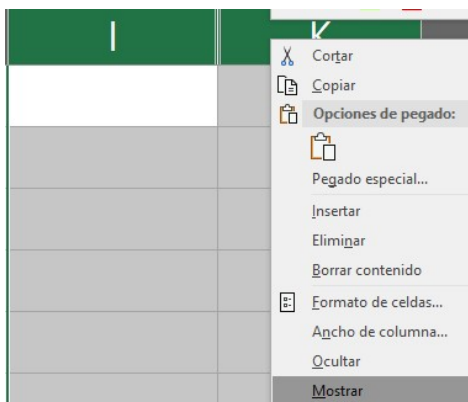 I K
Cortar
Copiar
Opciones de pegado:
Pegado especial...
Insertar
Eliminar
Borrar contenido
Formato de celdas...
Ancho de columna...
Ocultar
Mostrar